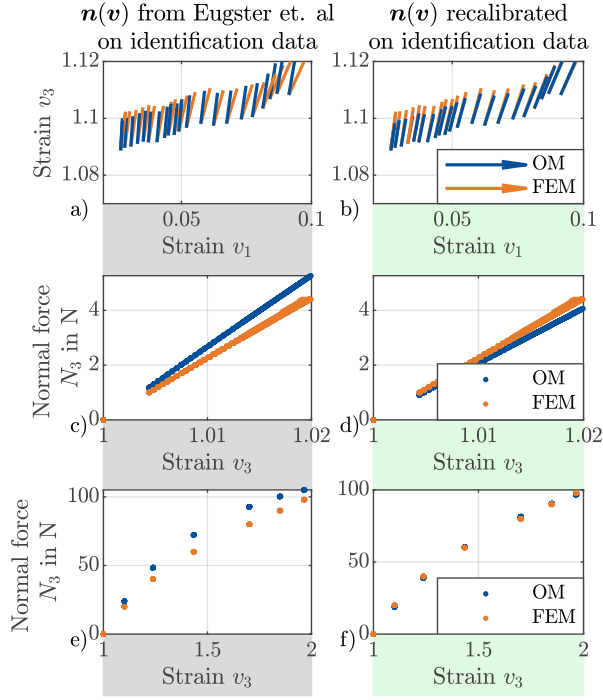 n(v) from Eugster et. al
on identification data
n(v) recalibrated
on identification data
Strain v₃
1.12
1.1
1.08
0.05
0.1
a)
Strain v₁
1.12
1.1
1.08
OM
FEM
0.05
0.1
b)
Strain v₁
Normal force
N₃ in N
4
2
0
1
1.01
1.02
c)
Strain v₃
4
2
0
OM
FEM
1
1.01
1.02
d)
Strain v₃
Normal force
N₃ in N
100
50
0
1
1.5
2
e)
Strain v₃
100
50
0
OM
FEM
1
1.5
2
f)
Strain v₃